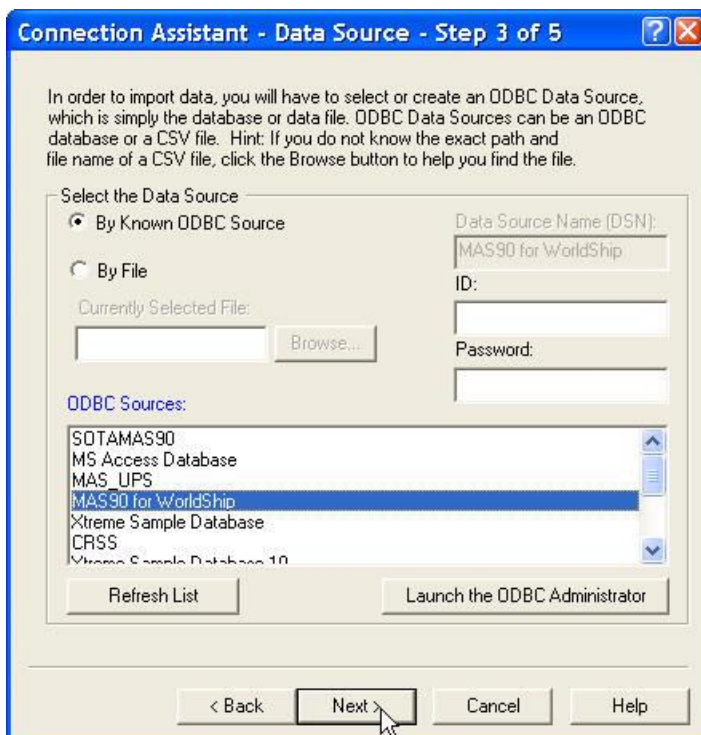 Connection Assistant - Data Source - Step 3 of 5
In order to import data, you will have to select or create an ODBC Data Source,
which is simply the database or data file. ODBC Data Sources can be an ODBC
database or a CSV file.  Hint: If you do not know the exact path and
file name of a CSV file, click the Browse button to help you find the file.
Select the Data Source
By Known ODBC Source
Data Source Name (DSN):
MAS90 for WorldShip
By File
ID:
Currently Selected File:
Browse...
Password:
ODBC Sources:
SOTAMAS90
MS Access Database
MAS_UPS
MAS90 for WorldShip
Xtreme Sample Database
CRSS
Xtreme Sample Database 10
Refresh List
Launch the ODBC Administrator
< Back
Next >
Cancel
Help